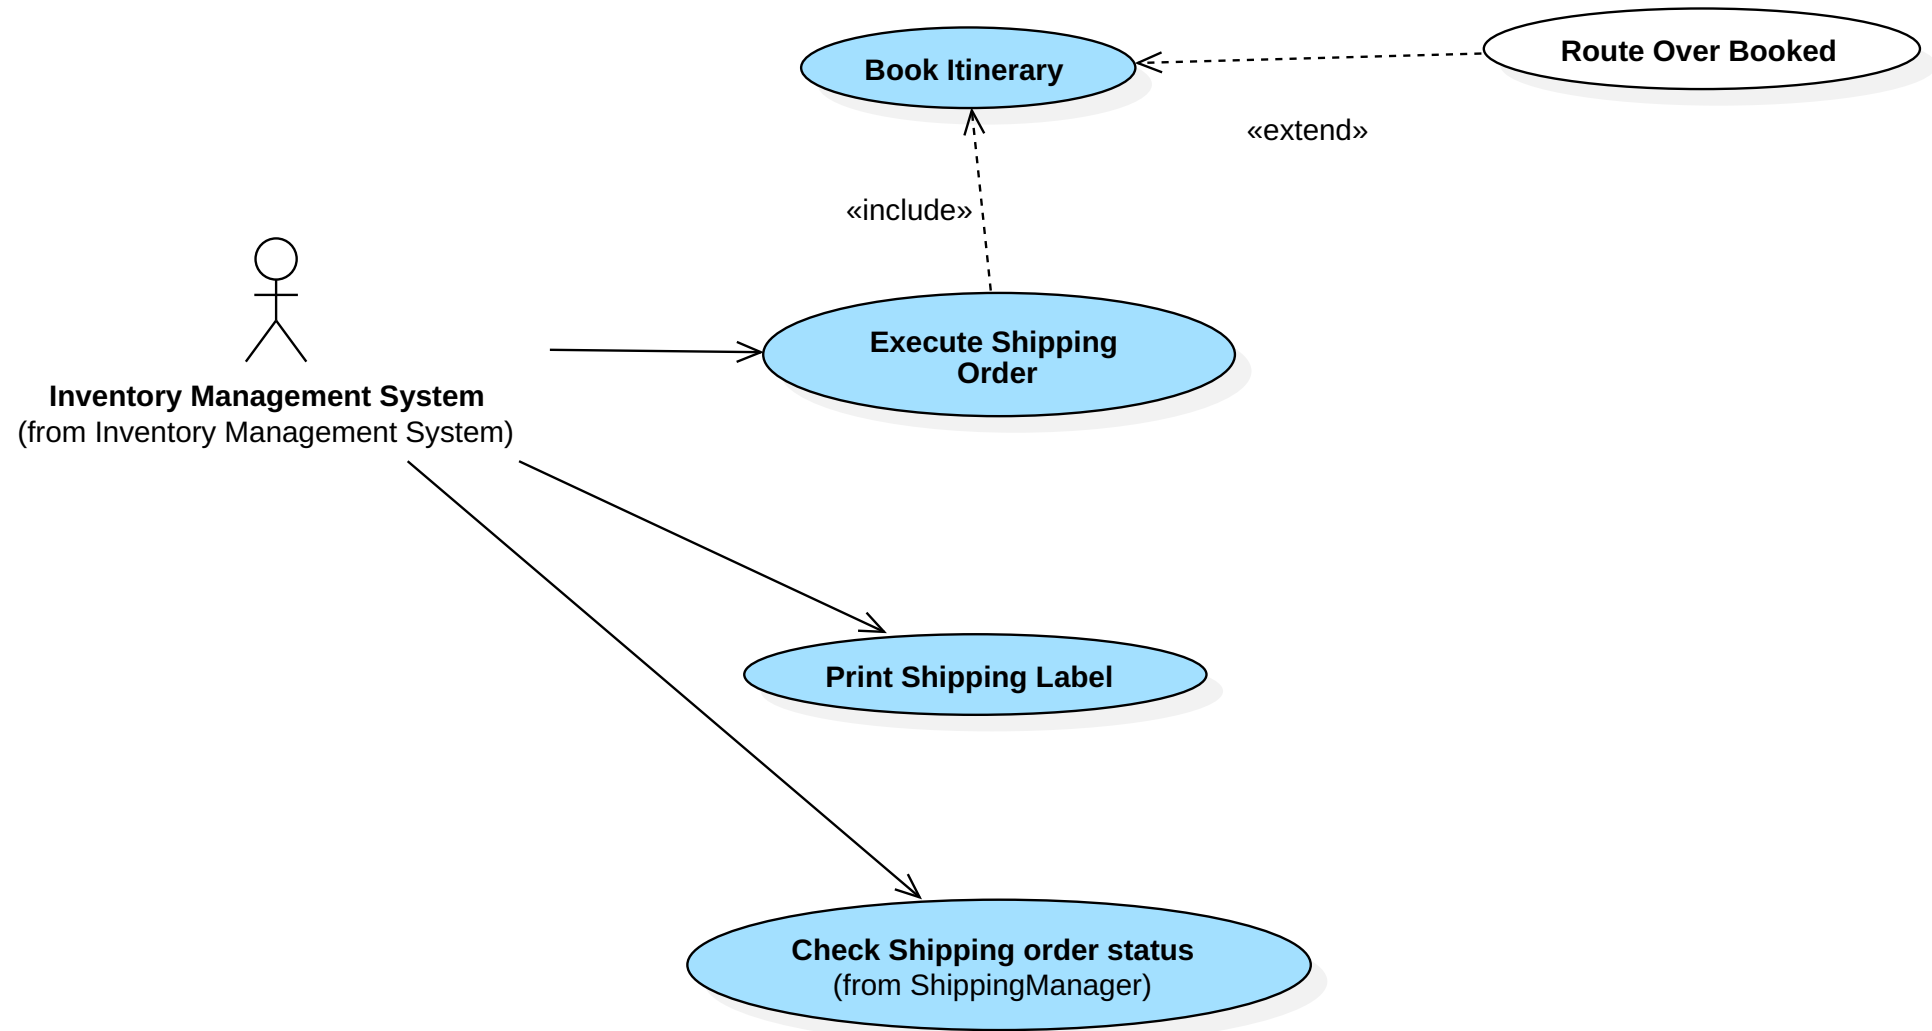 Book Itinerary
Route Over Booked
«extend»
«include»
Execute Shipping
Order
Inventory Management System
(from Inventory Management System)
Print Shipping Label
Check Shipping order status
(from ShippingManager)